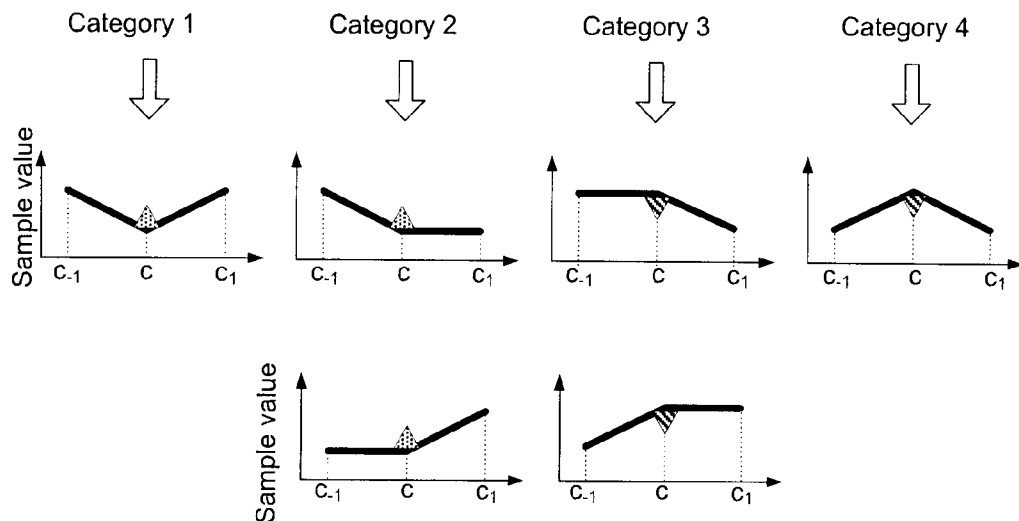 Category 1 Category 2 Category 3 Category 4
Sample value
c-1 c c1 c-1 c c1 c-1 c c1 c-1 c c1
Sample value
c-1 c c1 c-1 c c1